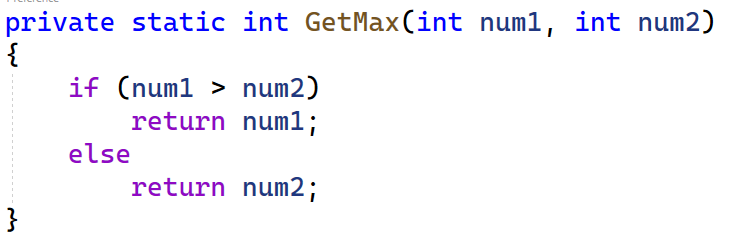 private static int GetMax(int num1, int num2)
{
    if (num1 > num2)
        return num1;
    else
        return num2;
}